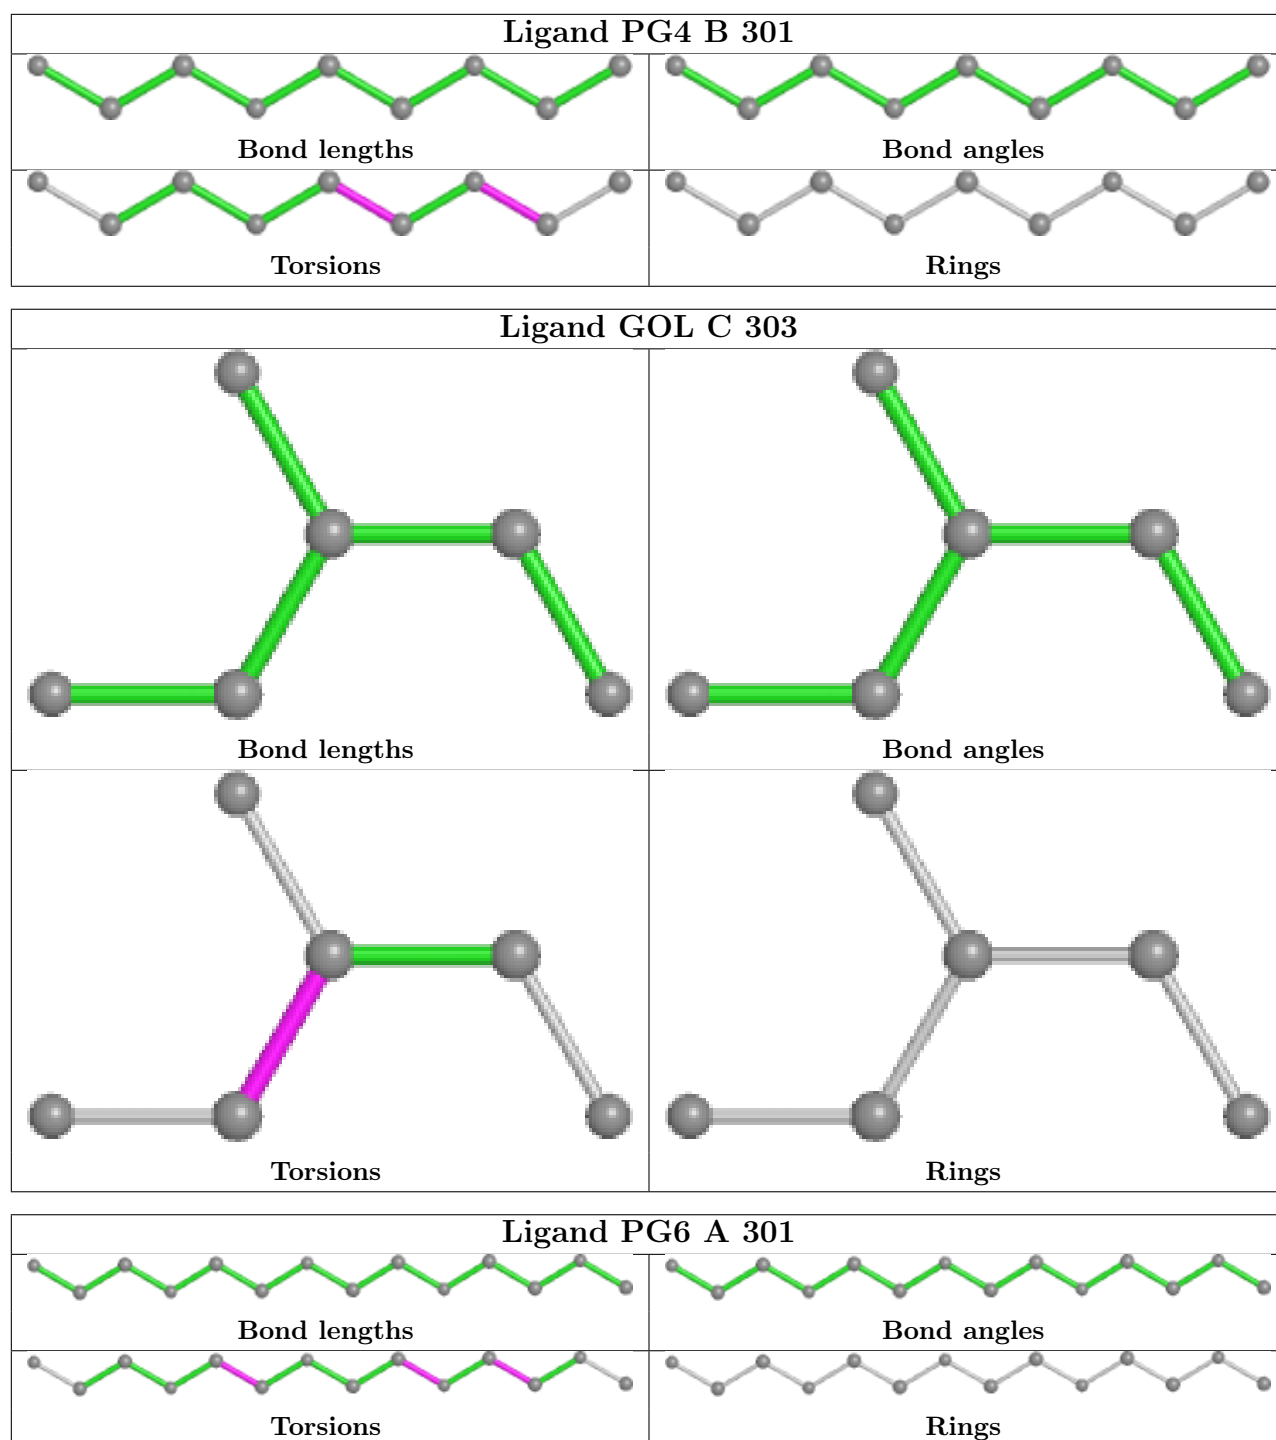 Ligand PG4 B 301
Bond lengths Bond angles
Torsions Rings
Ligand GOL C 303
Bond lengths Bond angles
Torsions Rings
Ligand PG6 A 301
Bond lengths Bond angles
Torsions Rings